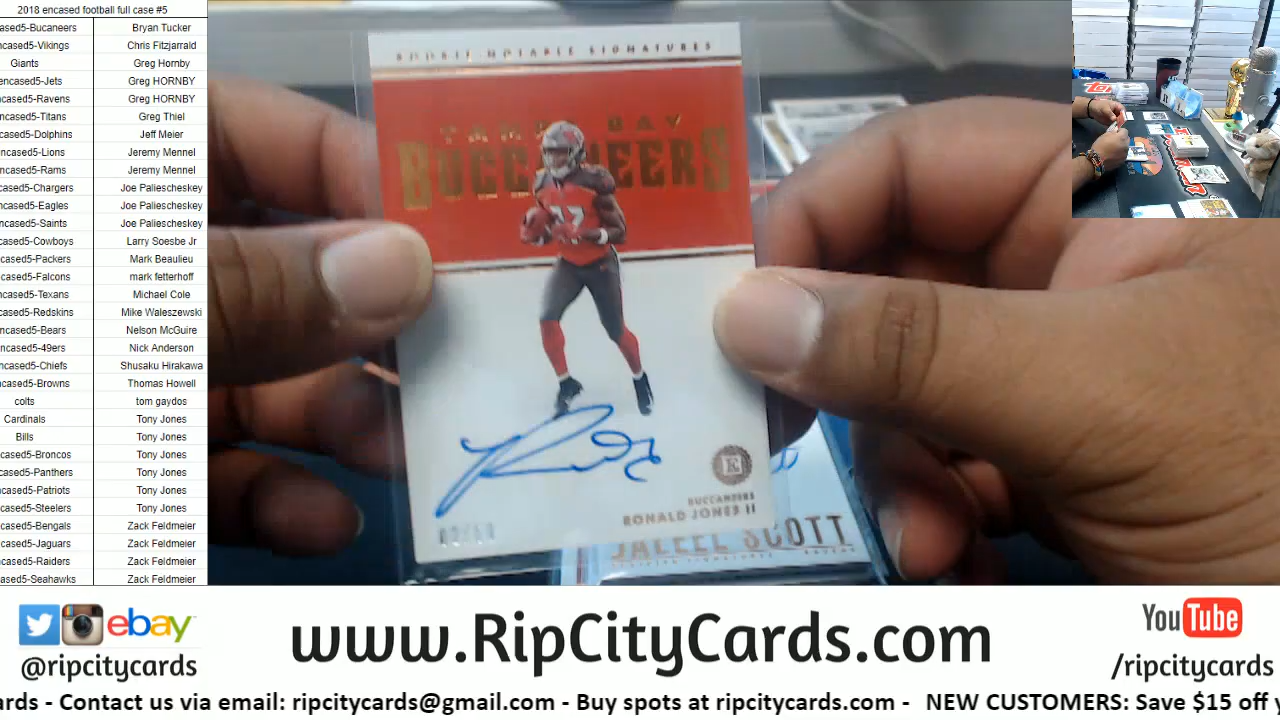 2018 encased football full case #5
ased5-Bucaneers Bryan Tucker
ncased5-Vikings Chris Fitzjarrald
Giants Greg Hornby
encased5-Jets Greg HORNBY
ncased5-Ravens Greg HORNBY
encased5-Titans Greg Thiel
cased5-Dolphins Jeff Meier
encased5-Lions Jeremy Mennel
ncased5-Rams Jeremy Mennel
cased5-Chargers Joe Paliescheskey
ncased5-Eagles Joe Paliescheskey
ncased5-Saints Joe Paliescheskey
cased5-Cowboys Larry Soesbe Jr
cased5-Packers Mark Beaulieu
ncased5-Falcons mark fetterhoff
ncased5-Texans Michael Cole
cased5-Redskins Mike Waleszewski
ncased5-Bears Nelson McGuire
ncased5-49ers Nick Anderson
ncased5-Chiefs Shusaku Hirakawa
ncased5-Browns Thomas Howell
colts tom gaydos
Cardinals Tony Jones
Bills Tony Jones
cased5-Broncos Tony Jones
cased5-Panthers Tony Jones
cased5-Patriots Tony Jones
cased5-Steelers Tony Jones
cased5-Bengals Zack Feldmeier
cased5-Jaguars Zack Feldmeier
cased5-Raiders Zack Feldmeier
ased5-Seahawks Zack Feldmeier
ROOKIE NOTABLE SIGNATURES
TAMPA BAY
BUCCANEERS
E
BUCCANEERS
RONALD JONES II
JALEEL SCOTT
ebay
@ripcitycards
www.RipCityCards.com
YouTube
/ripcitycards
ards - Contact us via email: ripcitycards@gmail.com - Buy spots at ripcitycards.com - NEW CUSTOMERS: Save $15 off y